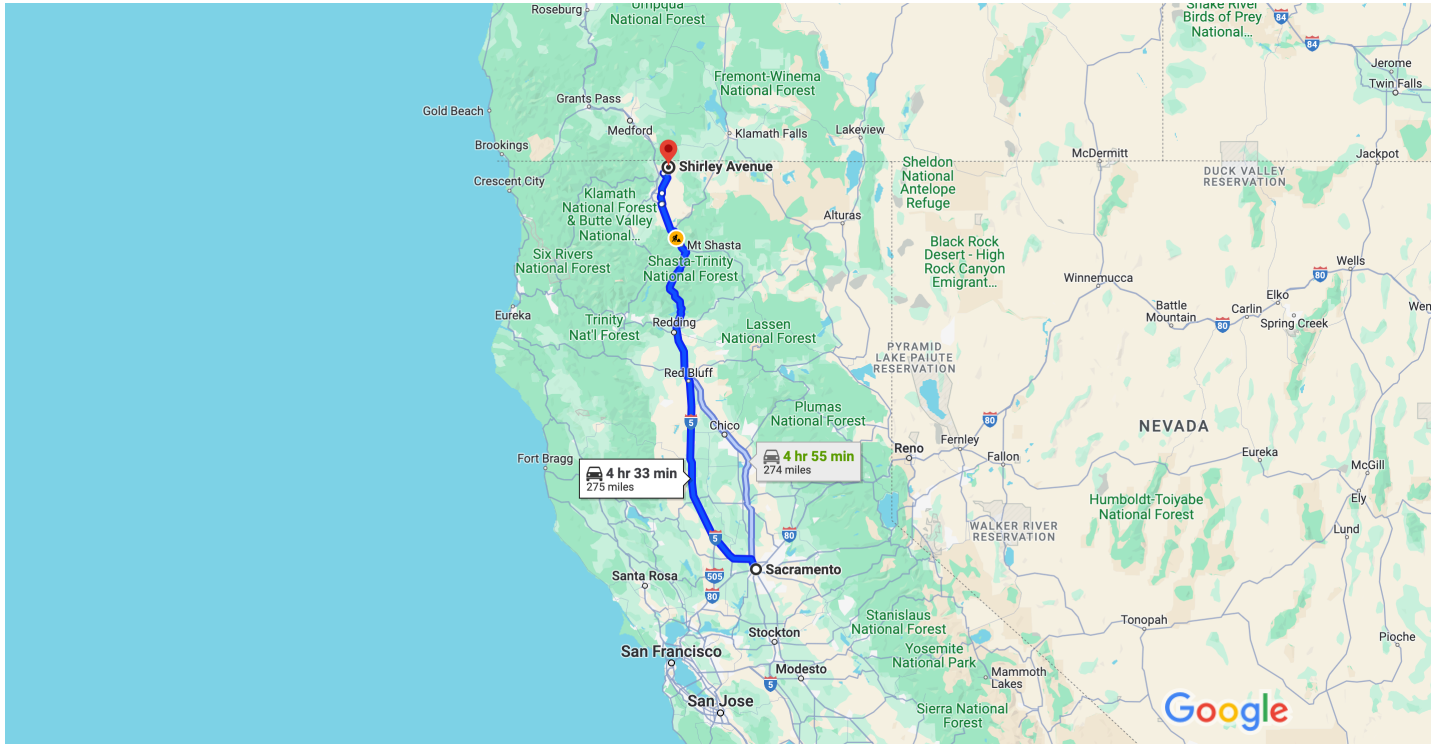 Roseburg
Umpqua
National Forest
Snake River
Birds of Prey
National...
84
84
Jerome
Twin Falls
Fremont-Winema
National Forest
Grants Pass
Gold Beach
Medford
Klamath Falls
Lakeview
Brookings
McDermitt
Jackpot
Shirley Avenue
Sheldon
National
Antelope
Refuge
DUCK VALLEY
RESERVATION
Crescent City
Klamath
National Forest
& Butte Valley
National...
Alturas
Mt Shasta
Black Rock
Desert - High
Rock Canyon
Emigrant...
Six Rivers
National Forest
Shasta-Trinity
National Forest
Wells
80
Winnemucca
Elko
Battle
Mountain
Carlin
Spring Creek
80
Wen
Eureka
Trinity
Nat'l Forest
Redding
Lassen
National Forest
PYRAMID
LAKE PAIUTE
RESERVATION
Red Bluff
Plumas
National Forest
5
Chico
80
NEVADA
Fernley
Reno
Fallon
Eureka
McGill
Ely
Fort Bragg
4 hr 33 min
275 miles
4 hr 55 min
274 miles
Humboldt-Toiyabe
National Forest
Lund
WALKER RIVER
RESERVATION
5
80
Sacramento
505
80
Santa Rosa
Stanislaus
National Forest
Tonopah
Pioche
Stockton
San Francisco
Yosemite
National Park
Modesto
5
Mammoth
Lakes
San Jose
Sierra National
Forest
Google